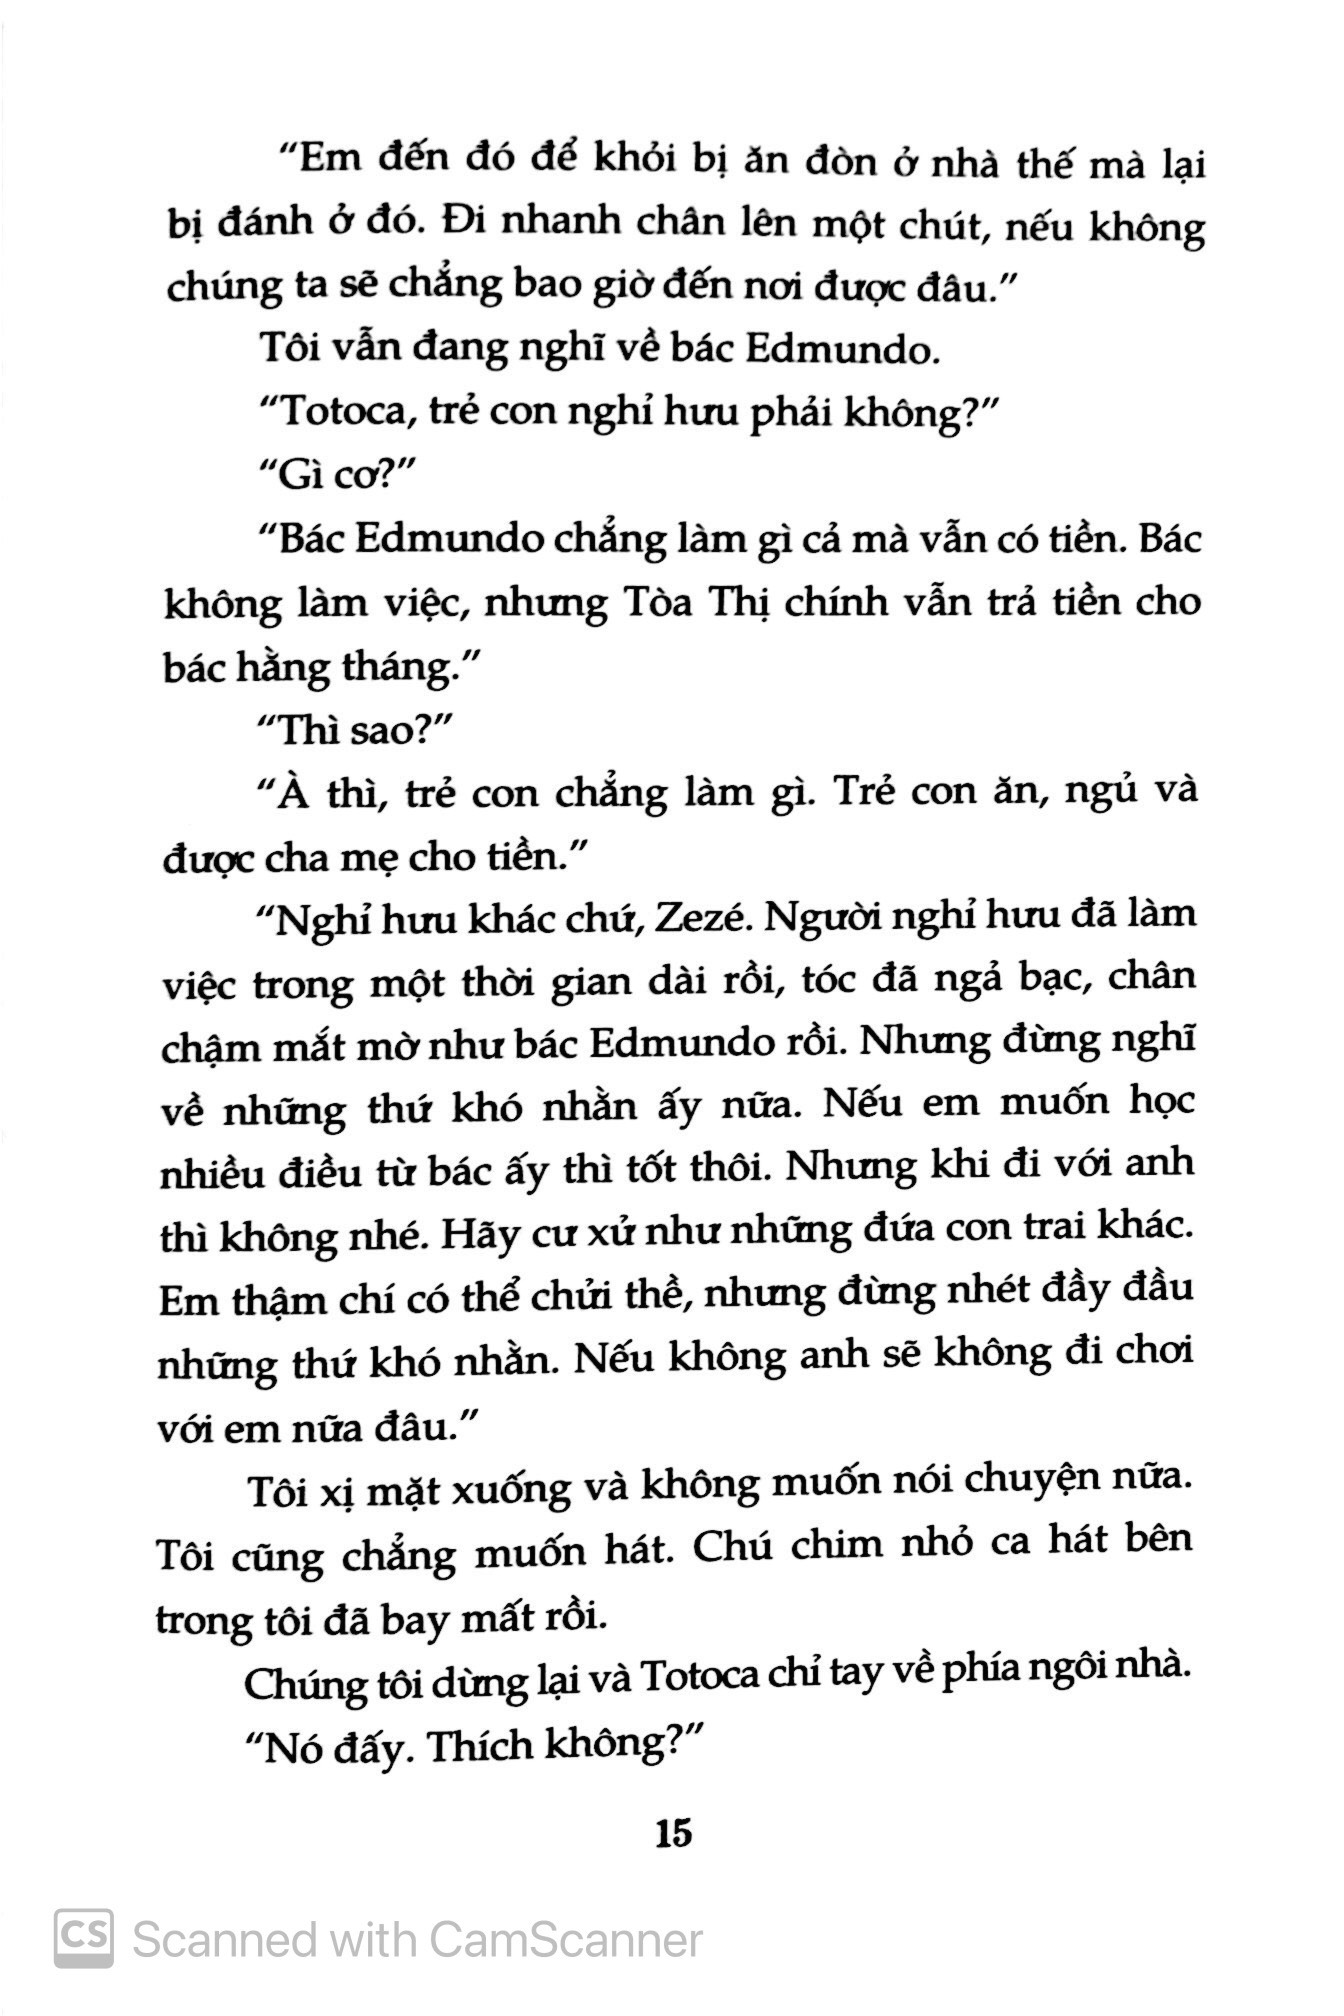 “Em đến đó để khỏi bị ăn đòn ở nhà thế mà lại
bị đánh ở đó. Đi nhanh chân lên một chút, nếu không
chúng ta sẽ chẳng bao giờ đến nơi được đâu.”
Tôi vẫn đang nghĩ về bác Edmundo.
“Totoca, trẻ con nghỉ hưu phải không?”
“Gì cơ?”
“Bác Edmundo chẳng làm gì cả mà vẫn có tiền. Bác
không làm việc, nhưng Tòa Thị chính vẫn trả tiền cho
bác hằng tháng.”
“Thì sao?”
“À thì, trẻ con chẳng làm gì. Trẻ con ăn, ngủ và
được cha mẹ cho tiền.”
“Nghỉ hưu khác chứ, Zezé. Người nghỉ hưu đã làm
việc trong một thời gian dài rồi, tóc đã ngả bạc, chân
chậm mắt mờ như bác Edmundo rồi. Nhưng đừng nghĩ
về những thứ khó nhằn ấy nữa. Nếu em muốn học
nhiều điều từ bác ấy thì tốt thôi. Nhưng khi đi với anh
thì không nhé. Hãy cư xử như những đứa con trai khác.
Em thậm chí có thể chửi thề, nhưng đừng nhét đầy đầu
những thứ khó nhằn. Nếu không anh sẽ không đi chơi
với em nữa đâu.”
Tôi xị mặt xuống và không muốn nói chuyện nữa.
Tôi cũng chẳng muốn hát. Chú chim nhỏ ca hát bên
trong tôi đã bay mất rồi.
Chúng tôi dừng lại và Totoca chỉ tay về phía ngôi nhà.
“Nó đấy. Thích không?”
15
CS Scanned with CamScanner